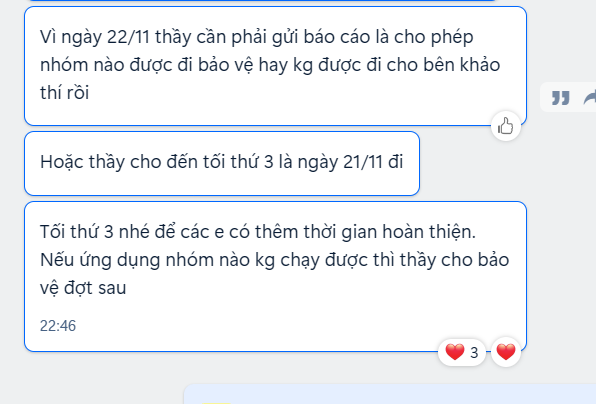 Vì ngày 22/11 thầy cần phải gửi báo cáo là cho phép
nhóm nào được đi bảo vệ hay kg được đi cho bên khảo
thí rồi
Hoặc thầy cho đến tối thứ 3 là ngày 21/11 đi
Tối thứ 3 nhé để các e có thêm thời gian hoàn thiện.
Nếu ứng dụng nhóm nào kg chạy được thì thầy cho bảo
vệ đợt sau
22:46
3